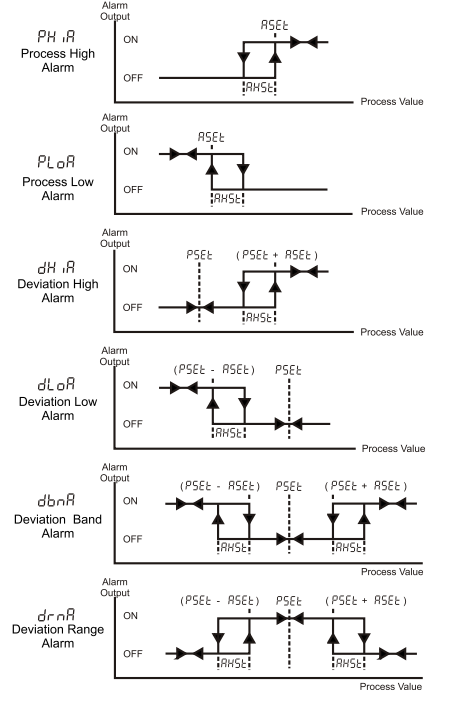 Alarm
Output
ASEt
PHiA
Process High
Alarm
ON
OFF
AHSt
Process Value
Alarm
Output
ASEt
PLoA
Process Low
Alarm
ON
OFF
AHSt
Process Value
Alarm
Output
PSEt (PSEt + ASEt)
dHiA
Deviation High
Alarm
ON
OFF
AHSt
Process Value
Alarm
Output
(PSEt - ASEt) PSEt
dLoA
Deviation Low
Alarm
ON
OFF
AHSt
Process Value
Alarm
Output
(PSEt - ASEt) PSEt (PSEt + ASEt)
dbnA
Deviation Band
Alarm
ON
OFF
AHSt AHSt
Process Value
Alarm
Output
(PSEt - ASEt) PSEt (PSEt + ASEt)
drnA
Deviation Range
Alarm
ON
OFF
AHSt AHSt
Process Value